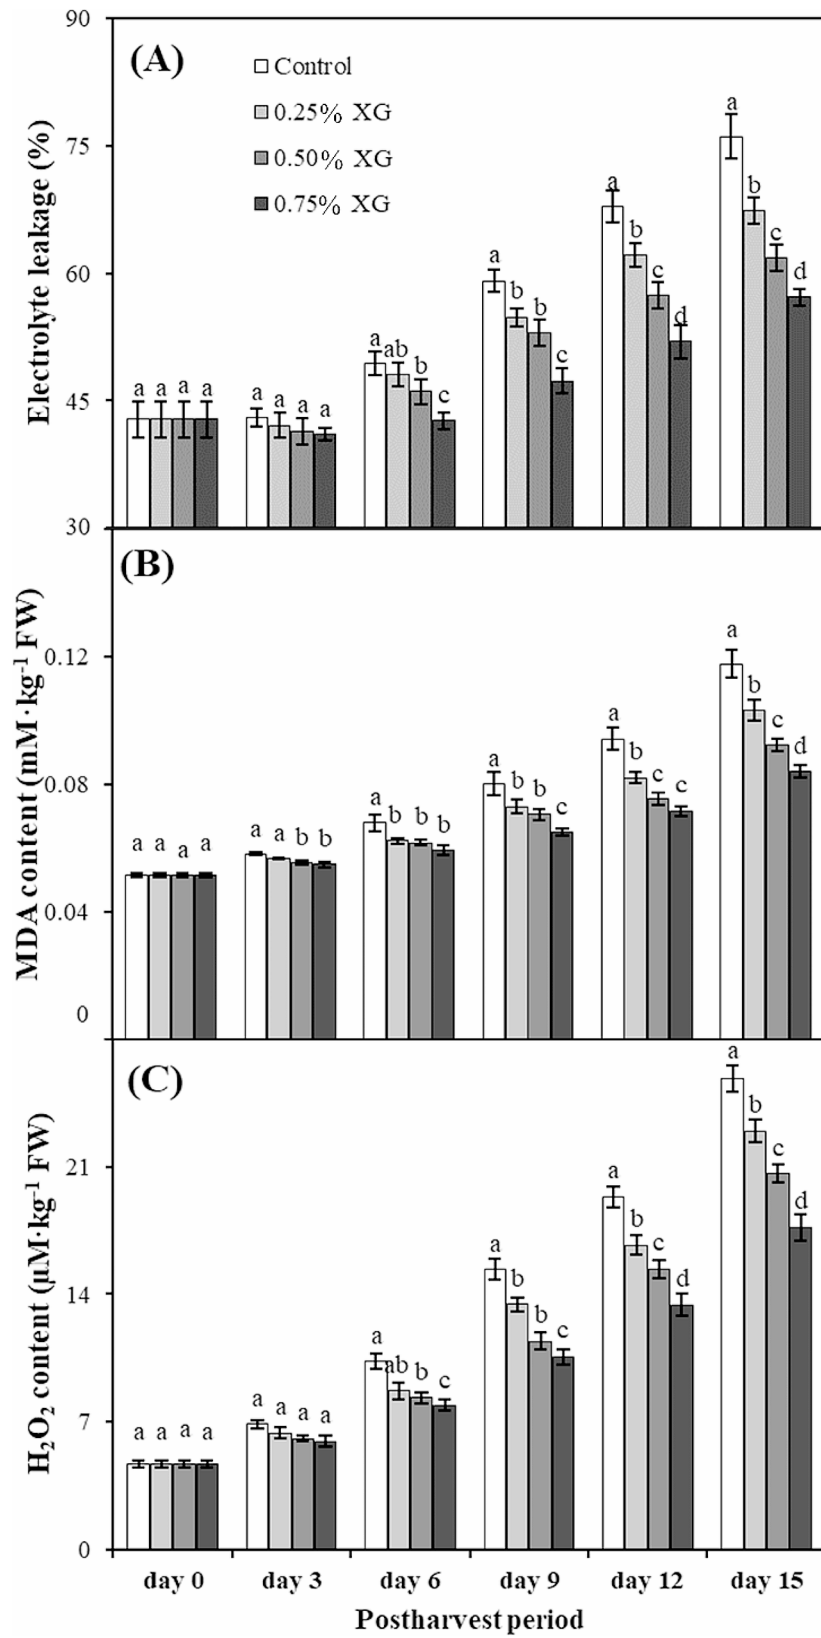 90
(A)
Control
0.25% XG
0.50% XG
0.75% XG
75
60
45
30
Electrolyte leakage (%)
a a a a
a a a a
a ab b c
a b b c
a b c d
a b c d
(B)
0.12
0.08
0.04
0
MDA content (mM·kg⁻¹ FW)
a a a a
a a b b
a b b b
a b b c
a b c c
a b c d
(C)
21
14
7
0
H₂O₂ content (µM·kg⁻¹ FW)
a a a a
a a a a
a ab b c
a b b c
a b c d
a b c d
day 0 day 3 day 6 day 9 day 12 day 15
Postharvest period